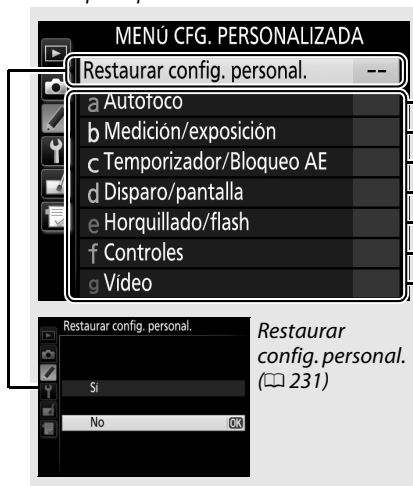 MENÚ CFG. PERSONALIZADA
Restaurar config. personal. --
a Autofoco
b Medición/exposición
c Temporizador/Bloqueo AE
d Disparo/pantalla
e Horquillado/flash
f Controles
g Vídeo
Restaurar config. personal.
Sí
No OK
Restaurar
config. personal.
(📖 231)